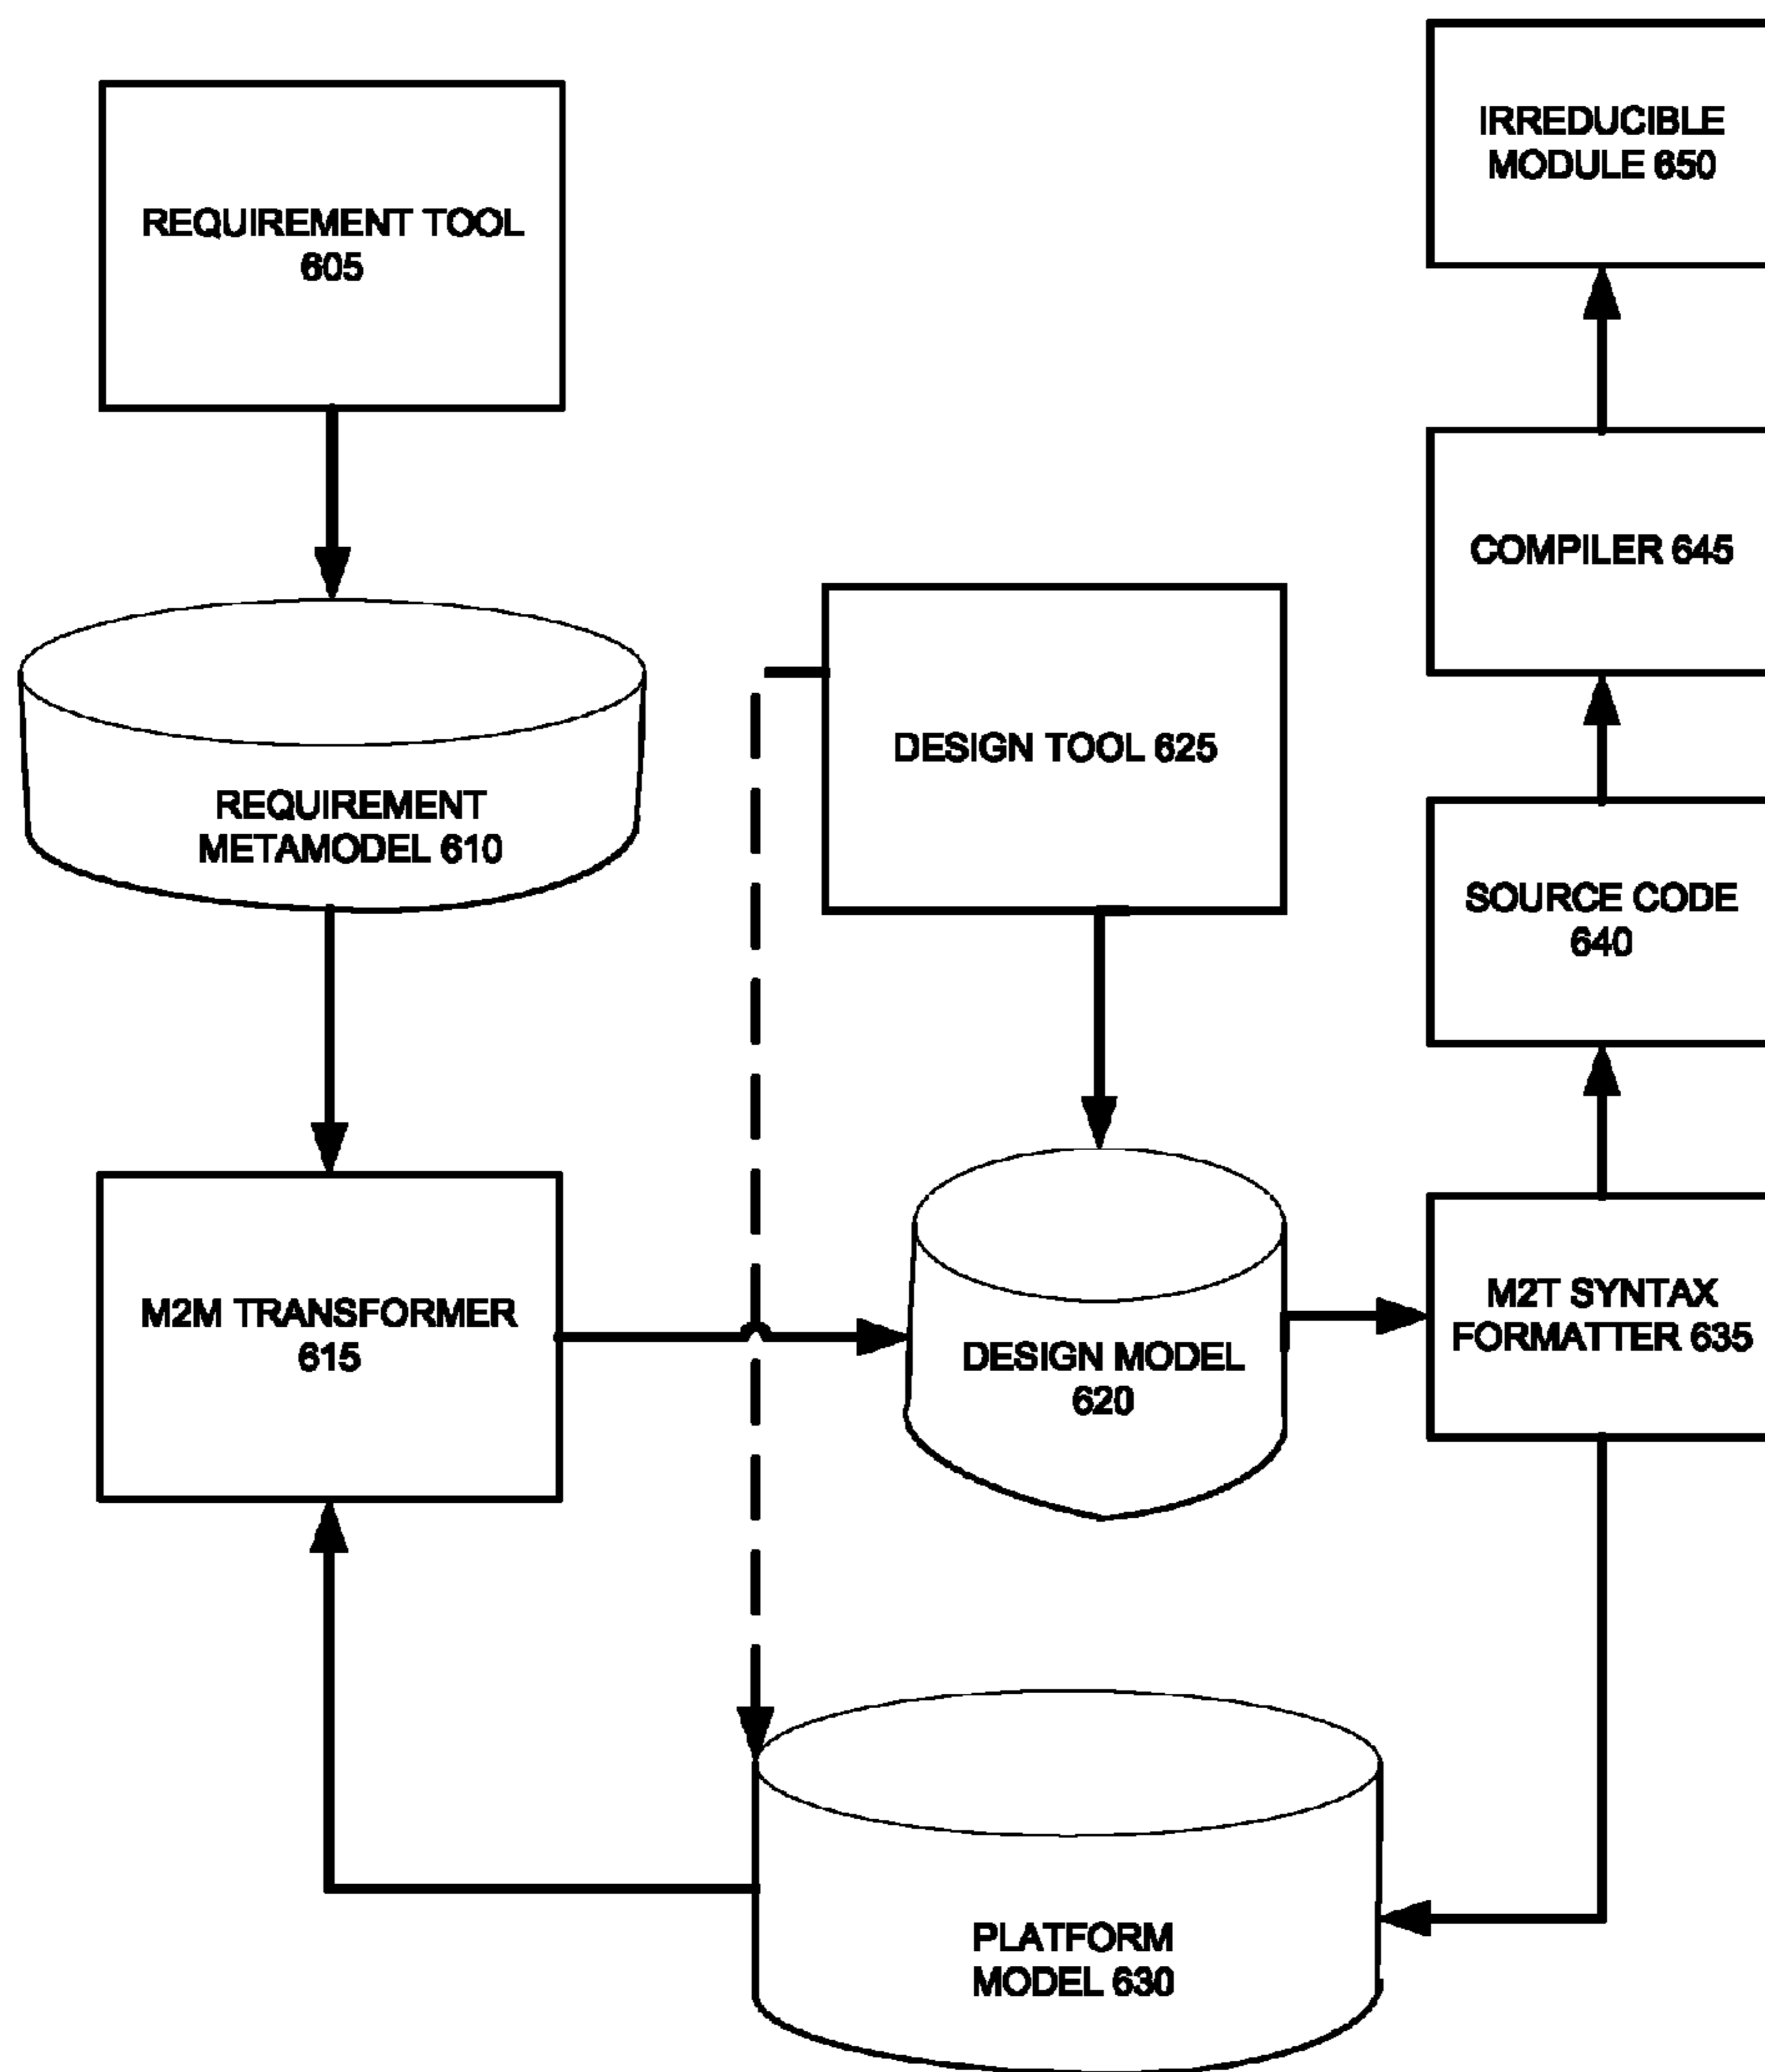 REQUIREMENT TOOL
605
REQUIREMENT
METAMODEL 610
M2M TRANSFORMER
615
DESIGN TOOL 625
DESIGN MODEL
620
PLATFORM
MODEL 630
IRREDUCIBLE
MODULE 650
COMPILER 645
SOURCE CODE
640
M2T SYNTAX
FORMATTER 635